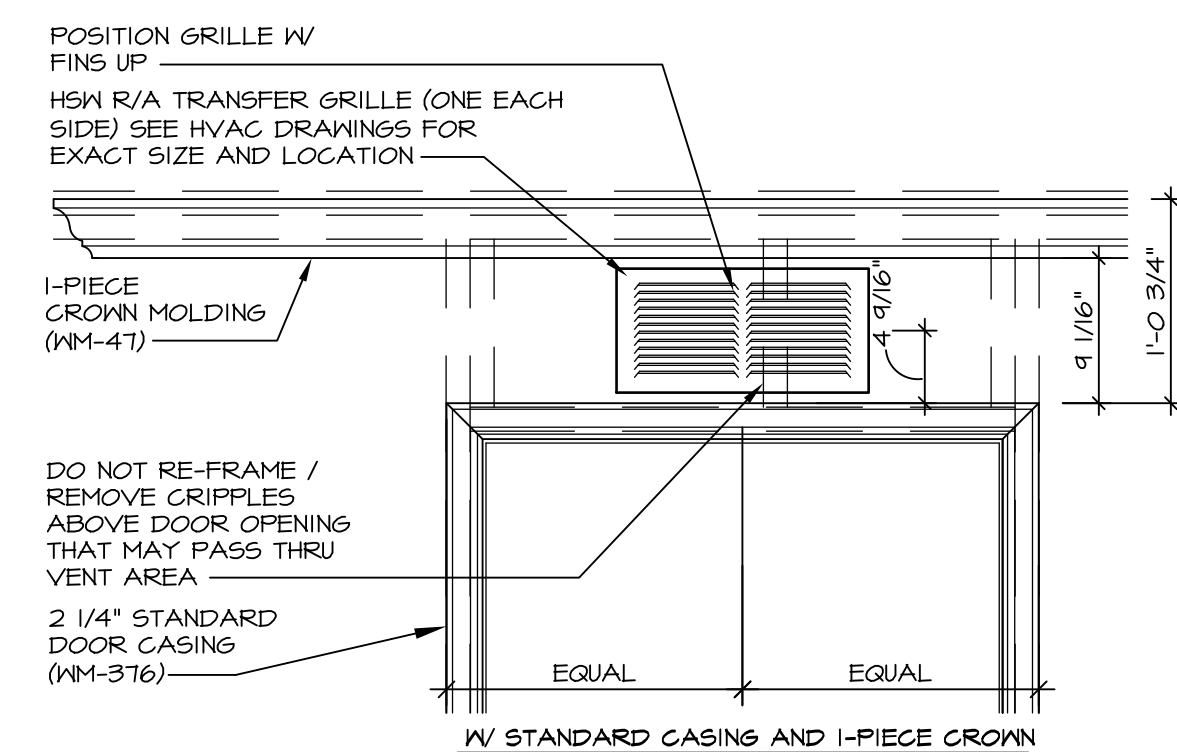 POSITION GRILLE W/
FINS UP
HSW R/A TRANSFER GRILLE (ONE EACH
SIDE) SEE HVAC DRAWINGS FOR
EXACT SIZE AND LOCATION
1-PIECE
CROWN MOLDING
(WM-47)
4 9/16"
9 1/16"
1'-0 3/4"
DO NOT RE-FRAME /
REMOVE CRIPPLES
ABOVE DOOR OPENING
THAT MAY PASS THRU
VENT AREA
2 1/4" STANDARD
DOOR CASING
(WM-376)
EQUAL
EQUAL
W/ STANDARD CASING AND 1-PIECE CROWN